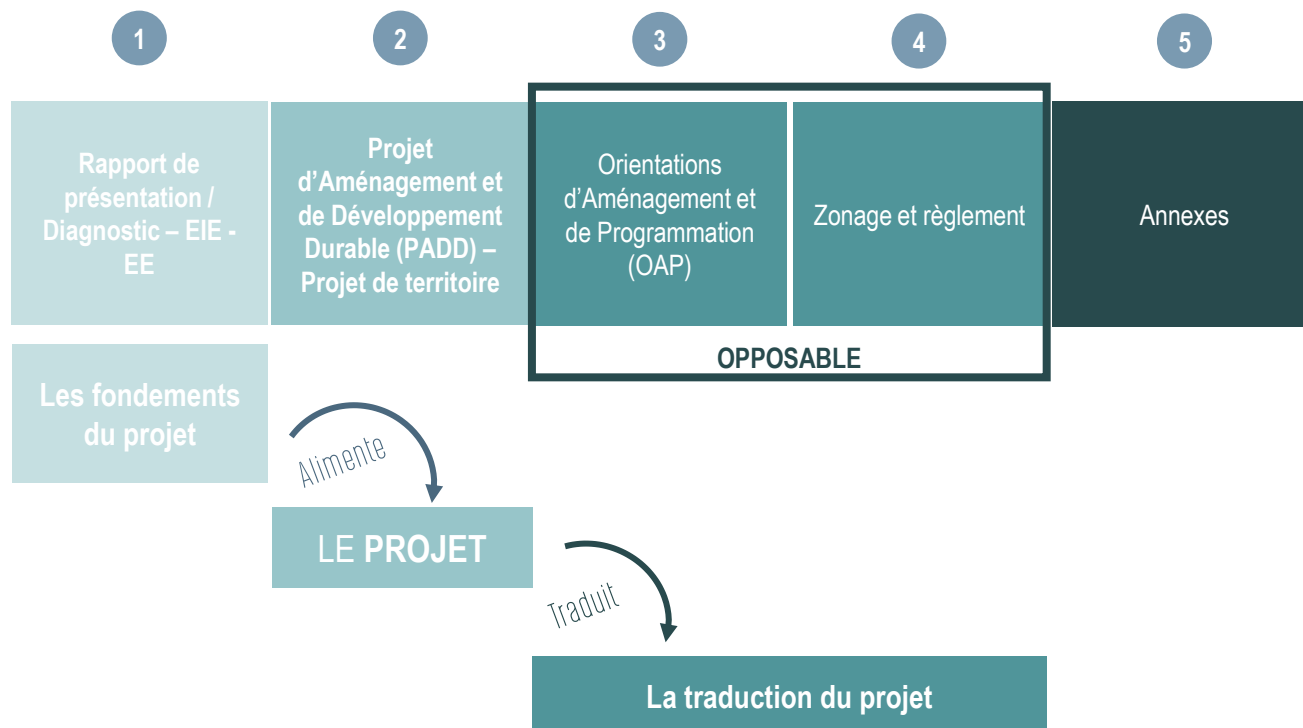 1
2
3
4
5
Rapport de
présentation /
Diagnostic – EIE -
EE
Projet
d’Aménagement et
de Développement
Durable (PADD) –
Projet de territoire
Orientations
d’Aménagement et
de Programmation
(OAP)
Zonage et règlement
Annexes
OPPOSABLE
Les fondements
du projet
Alimente
LE PROJET
Traduit
La traduction du projet